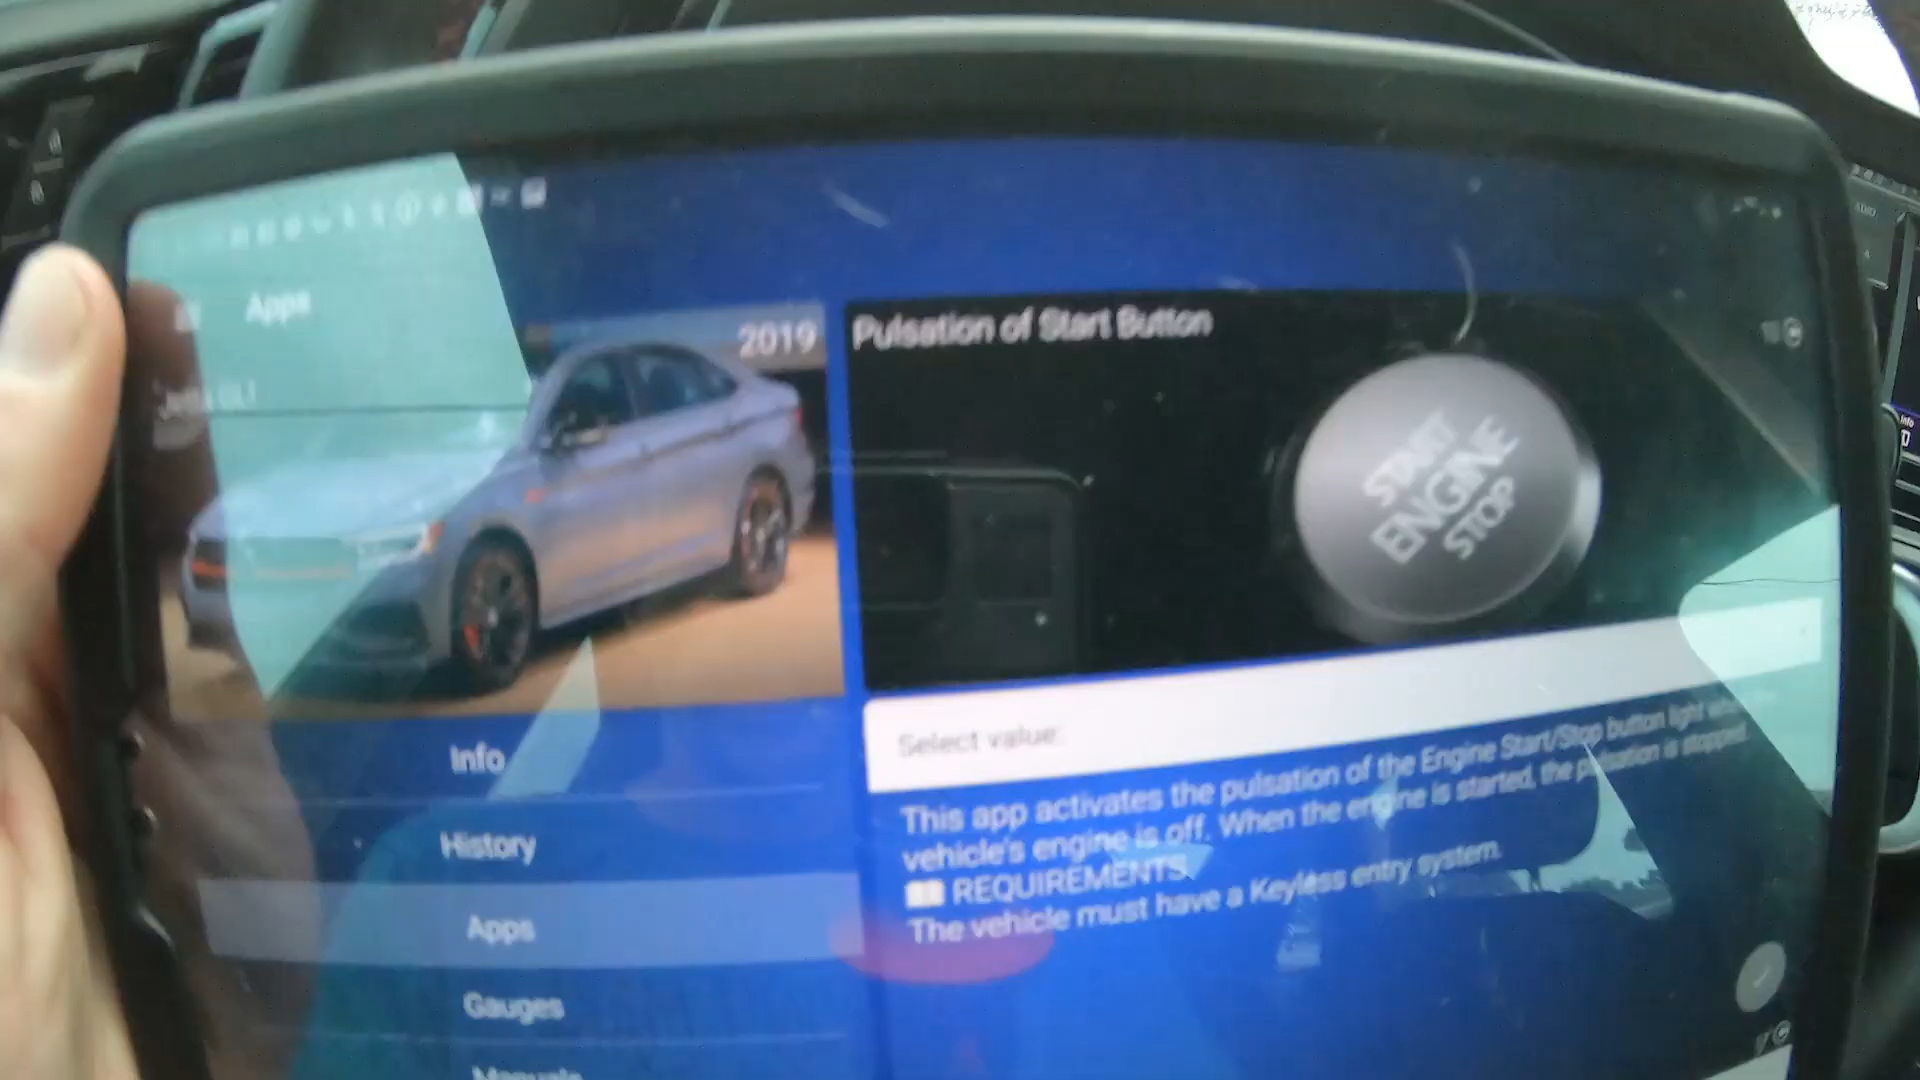 Apps
2019
Pulsation of Start Button
START
ENGINE
STOP
Select value:
This app activates the pulsation of the Engine Start/Stop button light
vehicle's engine is off. When the engine is started, the pulsation is stopped.
REQUIREMENTS
The vehicle must have a Keyless entry system.
Info
History
Apps
Gauges
Manuals